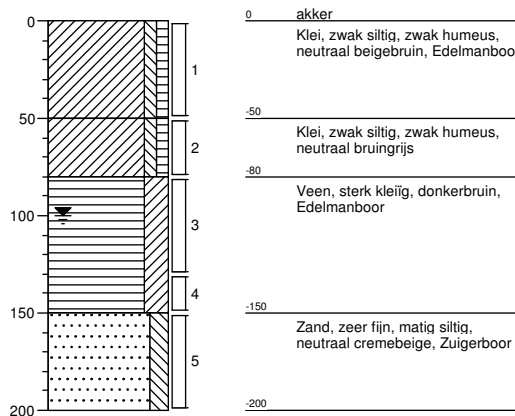 0
50
100
150
200
1
2
3
4
5
0 akker
Klei, zwak siltig, zwak humeus,
neutraal beigebruin, Edelmanboo
-50
Klei, zwak siltig, zwak humeus,
neutraal bruingrijs
-80
Veen, sterk kleiïg, donkerbruin,
Edelmanboor
-150
Zand, zeer fijn, matig siltig,
neutraal cremebeige, Zuigerboor
-200